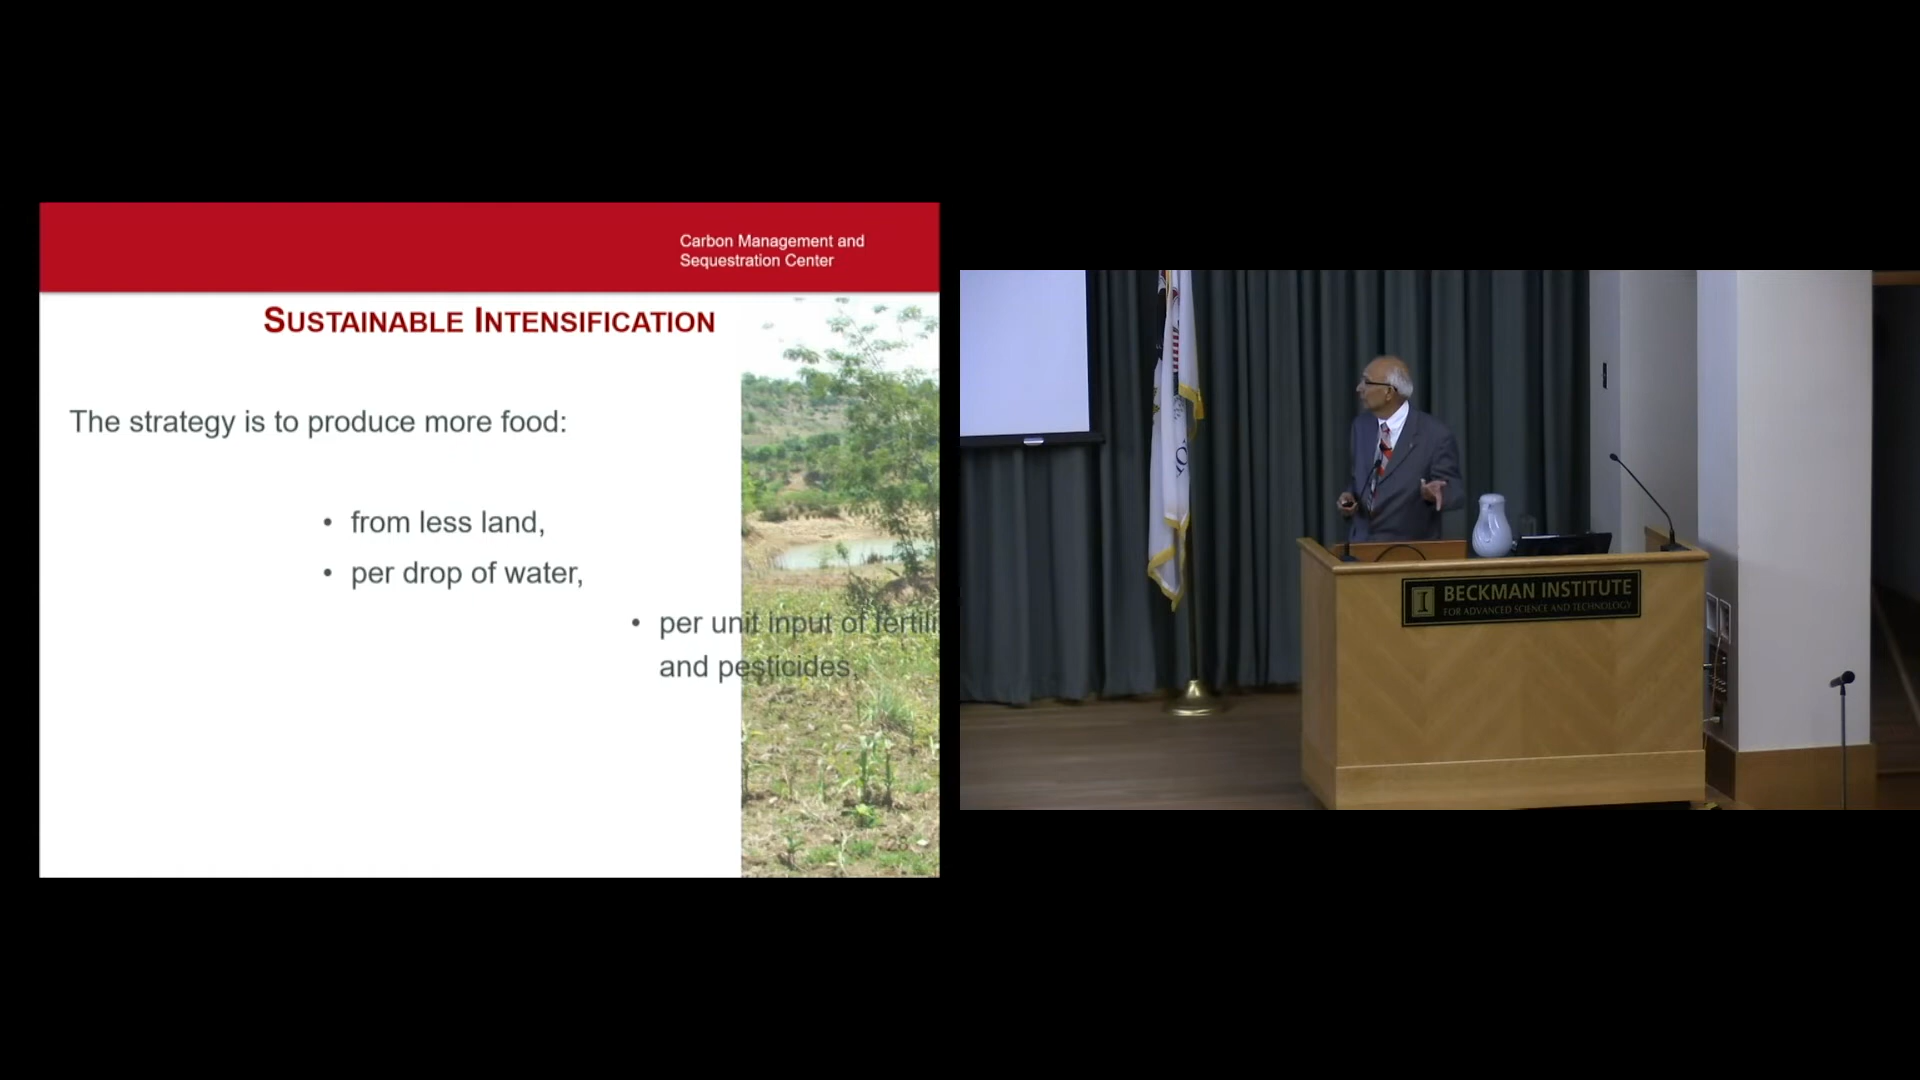 Carbon Management and
Sequestration Center
SUSTAINABLE INTENSIFICATION
The strategy is to produce more food:
• from less land,
• per drop of water,
• per unit input of fertili
and pesticides,
BECKMAN INSTITUTE
FOR ADVANCED SCIENCE AND TECHNOLOGY